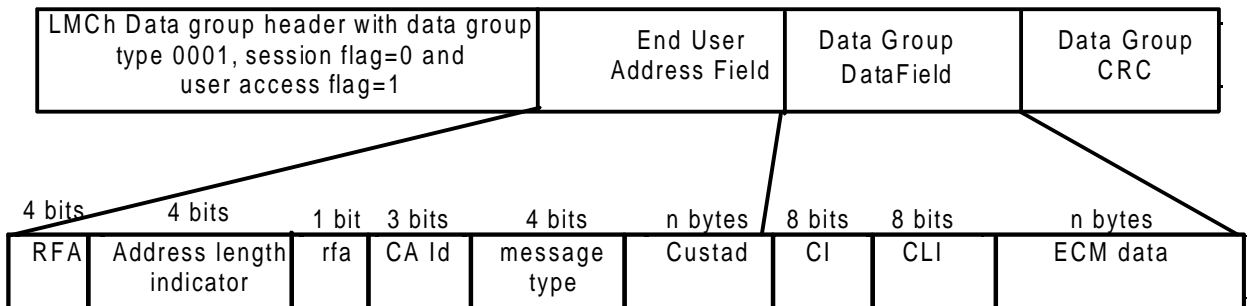 LMCh Data group header with data group
type 0001, session flag=0 and
user access flag=1
End User
Address Field
Data Group
DataField
Data Group
CRC
4 bits
4 bits
1 bit
3 bits
4 bits
n bytes
8 bits
8 bits
n bytes
RFA
Address length
indicator
rfa
CA Id
message
type
Custad
CI
CLI
ECM data